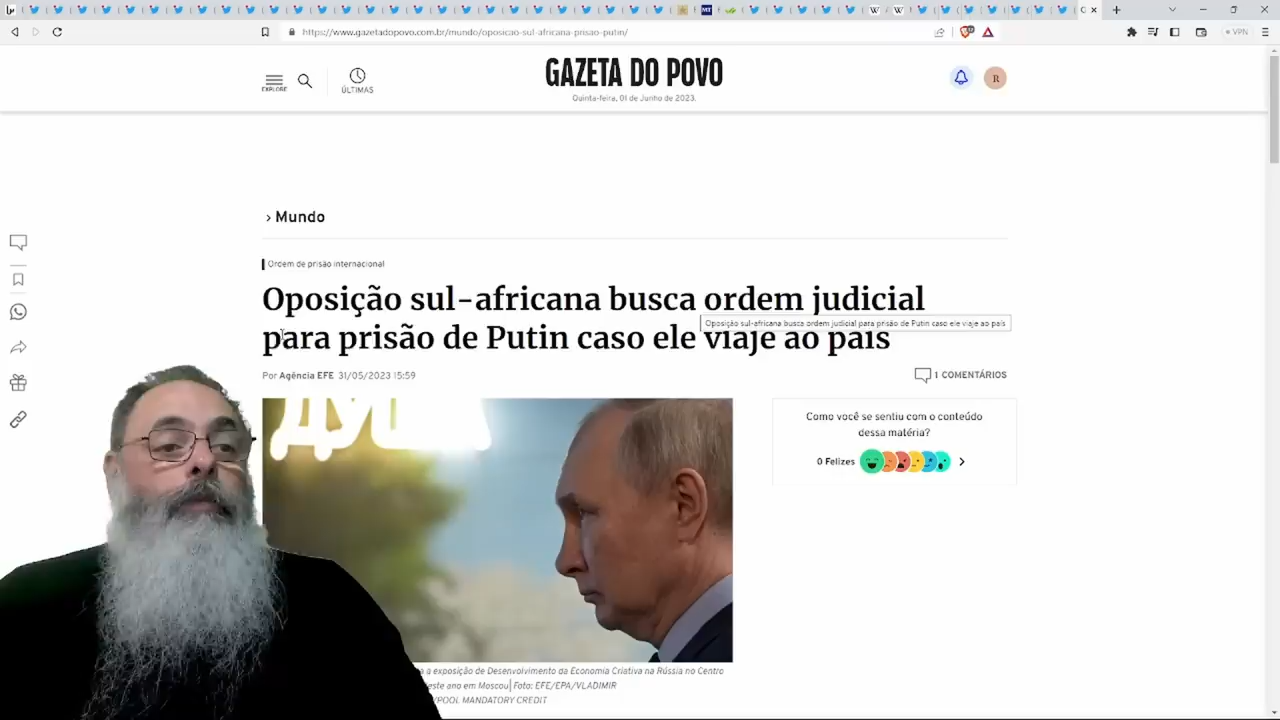 https://www.gazetadopovo.com.br/mundo/oposicao-sul-africana-prisao-putin/
VPN
EXPLORE
ÚLTIMAS
GAZETA DO POVO
Quinta-feira, 01 de Junho de 2023.
R
› Mundo
Ordem de prisão internacional
Oposição sul-africana busca ordem judicial
Oposição sul-africana busca ordem judicial para prisão de Putin caso ele viaje ao país
para prisão de Putin caso ele viaje ao país
Por Agência EFE 31/05/2023 15:59
1 COMENTÁRIOS
Como você se sentiu com o conteúdo
dessa matéria?
0 Felizes
a exposição de Desenvolvimento da Economia Criativa na Rússia no Centro
este ano em Moscou| Foto: EFE/EPA/VLADIMIR
/POOL MANDATORY CREDIT